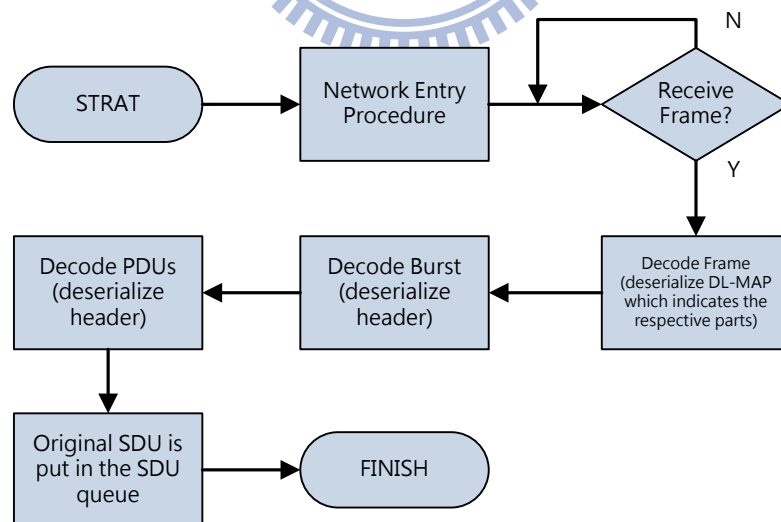 N
STRAT
Network Entry
Procedure
Receive
Frame?
Y
Decode PDUs
(deserialize
header)
Decode Burst
(deserialize
header)
Decode Frame
(deserialize DL-MAP
which indicates the
respective parts)
Original SDU is
put in the SDU
queue
FINISH